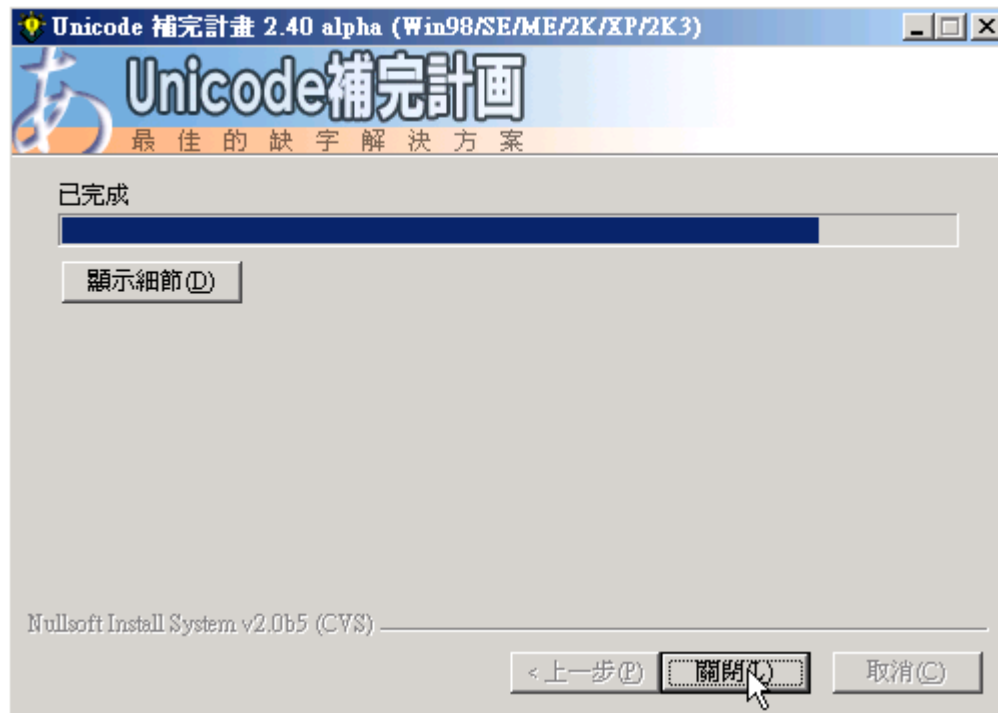 Unicode 補完計畫 2.40 alpha (Win98/SE/ME/2K/XP/2K3)
あ
Unicode補完計画
最佳的缺字解決方案
已完成
顯示細節(D)
Nullsoft Install System v2.0b5 (CVS)
< 上一步(P) 關閉(L) 取消(C)